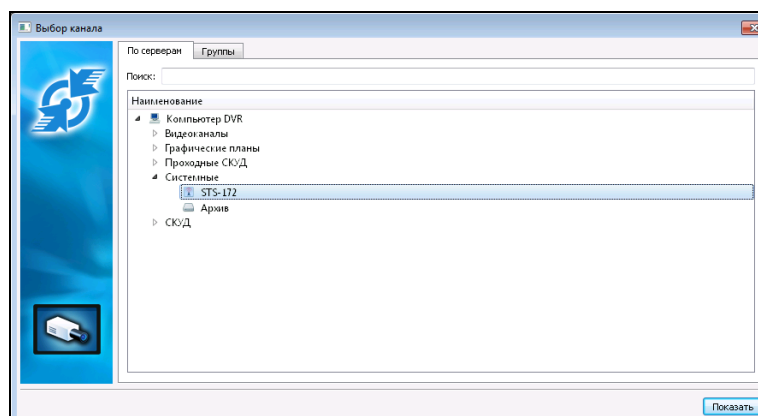 Выбор канала
По серверам Группы
Поиск:
Наименование
Компьютер DVR
Видеоканалы
Графические планы
Проходные СКУД
Системные
STS-172
Архив
СКУД
Показать